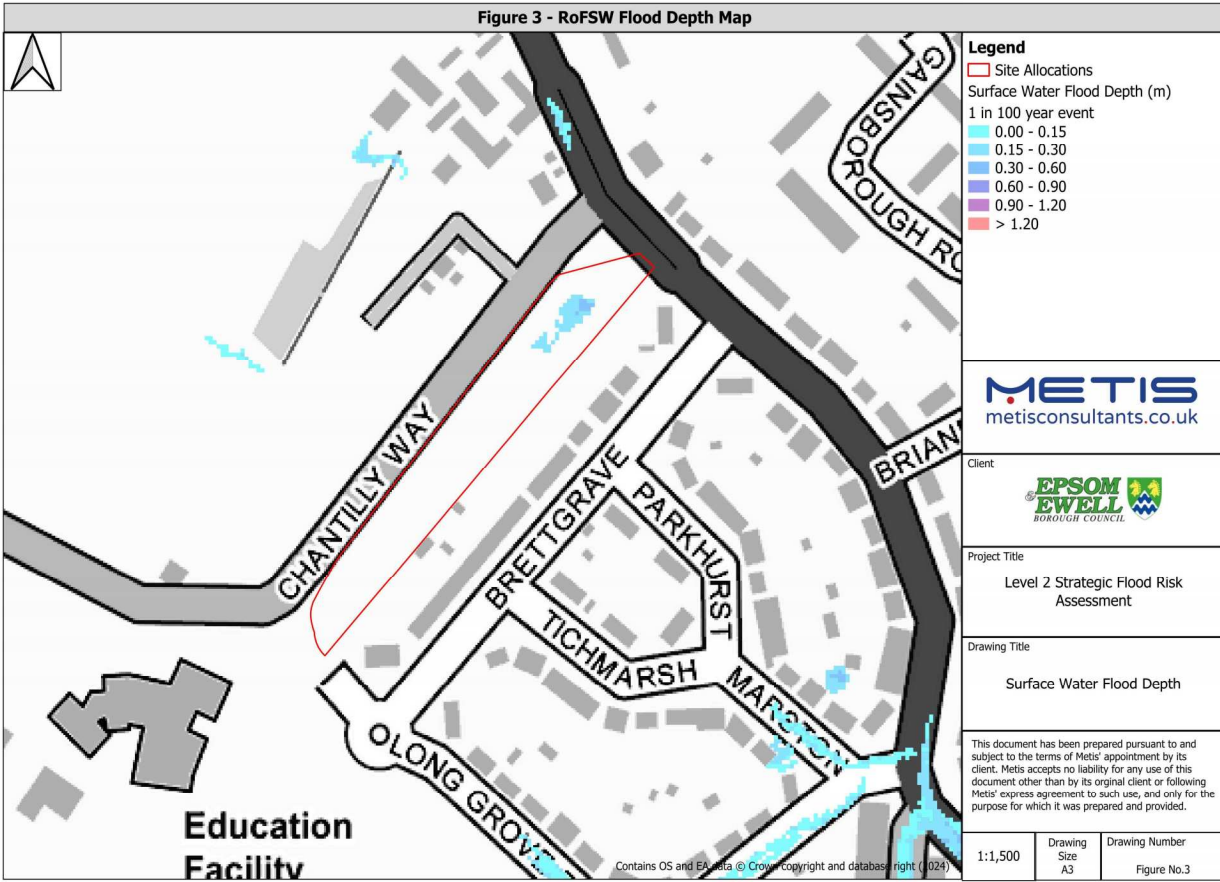 Figure 3 - RoFSW Flood Depth Map
GAINSBOROUGH RO
CHANTILLY WAY
BRETTGRAVE
PARKHURST
BRIAN
TICHMARSH
MARSTON
OLONG GROVE
Education
Facility
Contains OS and EA data © Crown copyright and database right (2024)
Legend
Site Allocations
Surface Water Flood Depth (m)
1 in 100 year event
0.00 - 0.15
0.15 - 0.30
0.30 - 0.60
0.60 - 0.90
0.90 - 1.20
> 1.20
METIS
metisconsultants.co.uk
Client
EPSOM
& EWELL
BOROUGH COUNCIL
Project Title
Level 2 Strategic Flood Risk
Assessment
Drawing Title
Surface Water Flood Depth
This document has been prepared pursuant to and
subject to the terms of Metis' appointment by its
client. Metis accepts no liability for any use of this
document other than by its orginal client or following
Metis' express agreement to such use, and only for the
purpose for which it was prepared and provided.
1:1,500
Drawing
Size
A3
Drawing Number
Figure No.3